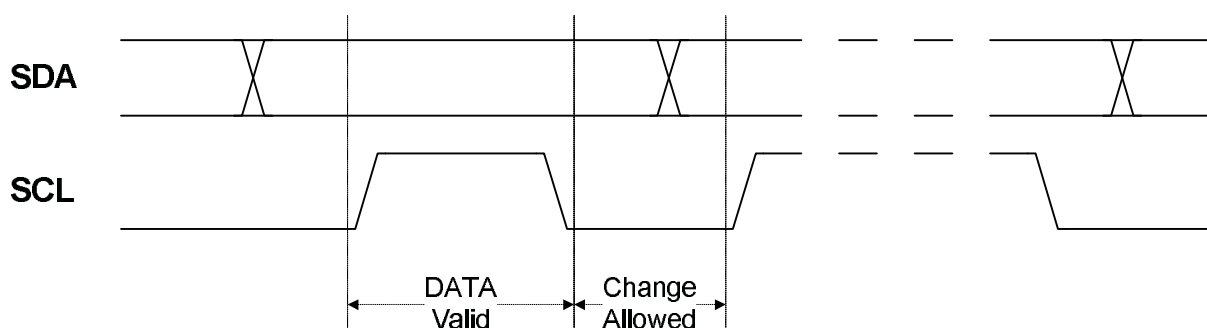 SDA
SCL
DATA
Valid
Change
Allowed